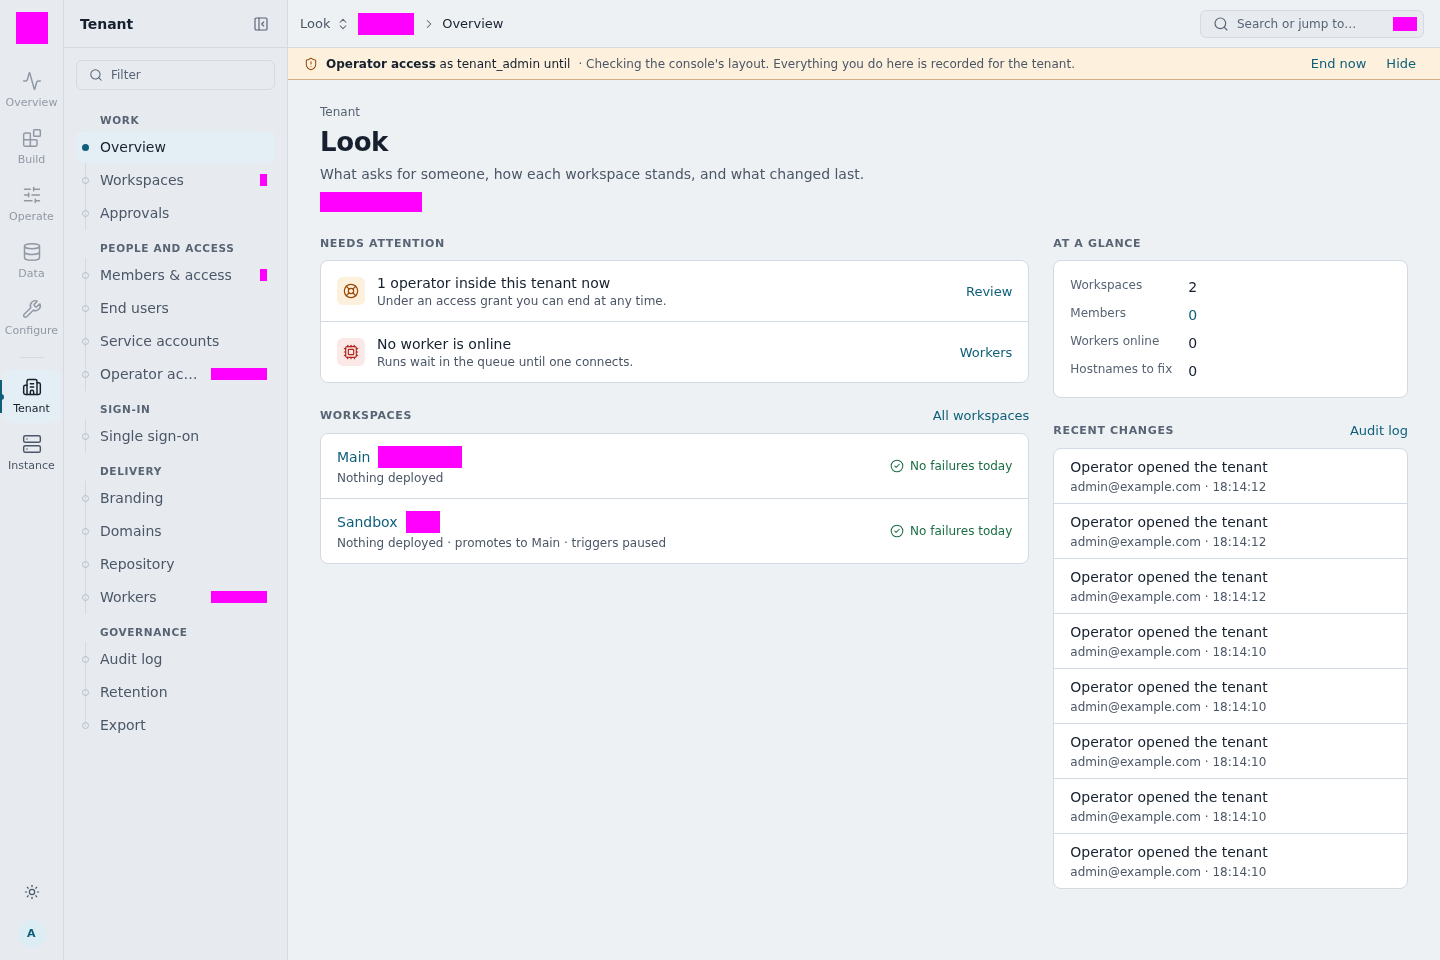 Tenant
Look
Overview
Search or jump to…
Operator access as tenant_admin until · Checking the console's layout. Everything you do here is recorded for the tenant.
End now
Hide
Overview
Build
Operate
Data
Configure
Tenant
Instance
A
Filter
WORK
Overview
Workspaces
Approvals
PEOPLE AND ACCESS
Members & access
End users
Service accounts
Operator ac…
SIGN-IN
Single sign-on
DELIVERY
Branding
Domains
Repository
Workers
GOVERNANCE
Audit log
Retention
Export
Tenant
Look
What asks for someone, how each workspace stands, and what changed last.
NEEDS ATTENTION
1 operator inside this tenant now
Under an access grant you can end at any time.
Review
No worker is online
Runs wait in the queue until one connects.
Workers
WORKSPACES
All workspaces
Main
Nothing deployed
No failures today
Sandbox
Nothing deployed · promotes to Main · triggers paused
No failures today
AT A GLANCE
Workspaces 2
Members 0
Workers online 0
Hostnames to fix 0
RECENT CHANGES
Audit log
Operator opened the tenant
admin@example.com · 18:14:12
Operator opened the tenant
admin@example.com · 18:14:12
Operator opened the tenant
admin@example.com · 18:14:12
Operator opened the tenant
admin@example.com · 18:14:10
Operator opened the tenant
admin@example.com · 18:14:10
Operator opened the tenant
admin@example.com · 18:14:10
Operator opened the tenant
admin@example.com · 18:14:10
Operator opened the tenant
admin@example.com · 18:14:10